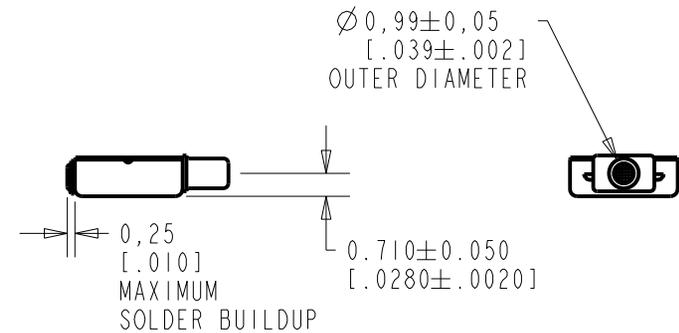 Ø 0,99±0,05
[.039±.002]
OUTER DIAMETER
0,25
[.010]
MAXIMUM
SOLDER BUILDUP
0.710±0.050
[.0280±.0020]